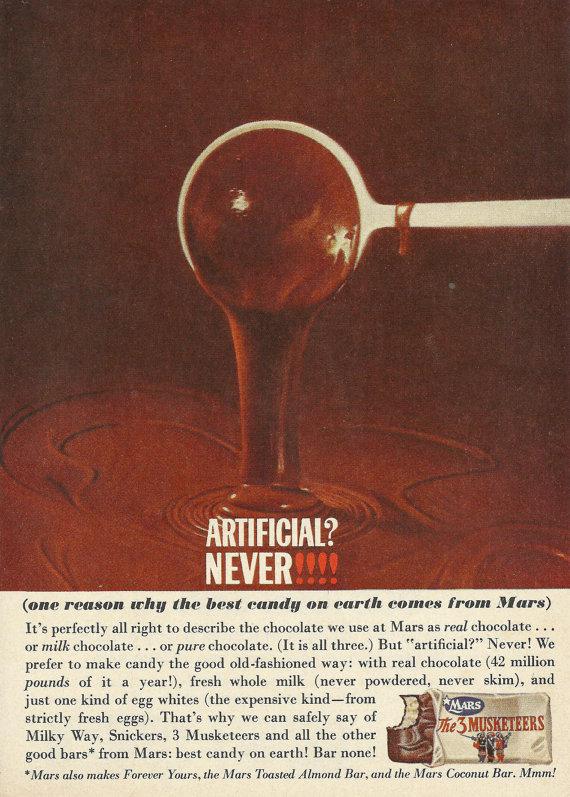 ARTIFICIAL?
NEVER!!!!
(one reason why the best candy on earth comes from Mars)
It's perfectly all right to describe the chocolate we use at Mars as real chocolate ...
or milk chocolate ... or pure chocolate. (It is all three.) But "artificial?" Never! We
prefer to make candy the good old-fashioned way: with real chocolate (42 million
pounds of it a year!), fresh whole milk (never powdered, never skim), and
just one kind of egg whites (the expensive kind—from
strictly fresh eggs). That's why we can safely say of
Milky Way, Snickers, 3 Musketeers and all the other
good bars* from Mars: best candy on earth! Bar none!
MARS
The 3 MUSKETEERS
*Mars also makes Forever Yours, the Mars Toasted Almond Bar, and the Mars Coconut Bar. Mmm!